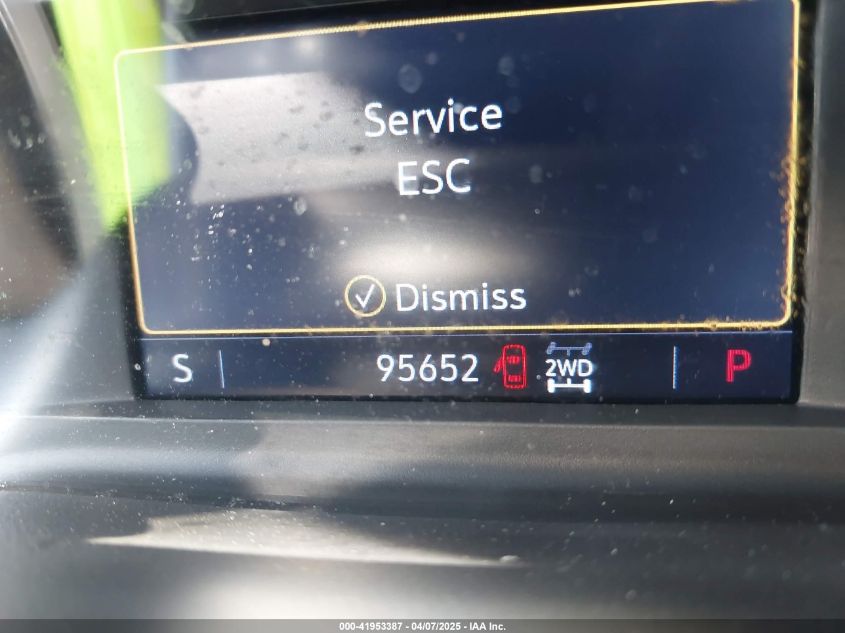 Service
ESC
Dismiss
S 95652 2WD P
000-41953387 - 04/07/2025 - IAA Inc.